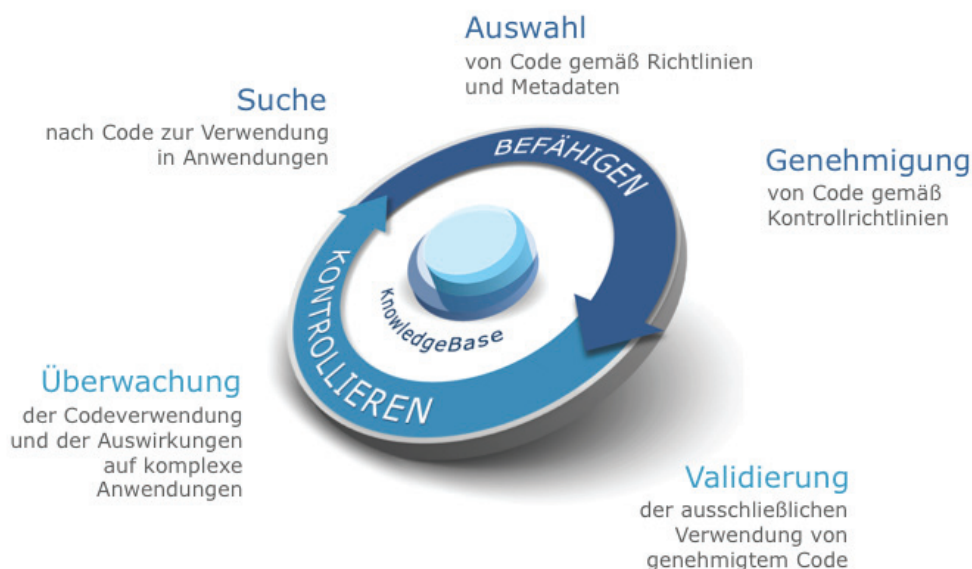 Auswahl
von Code gemäß Richtlinien
und Metadaten
Suche
nach Code zur Verwendung
in Anwendungen
BEFÄHIGEN
Genehmigung
von Code gemäß
Kontrollrichtlinien
KONTROLLIEREN
KnowledgeBase
Überwachung
der Codeverwendung
und der Auswirkungen
auf komplexe
Anwendungen
Validierung
der ausschließlichen
Verwendung von
genehmigtem Code